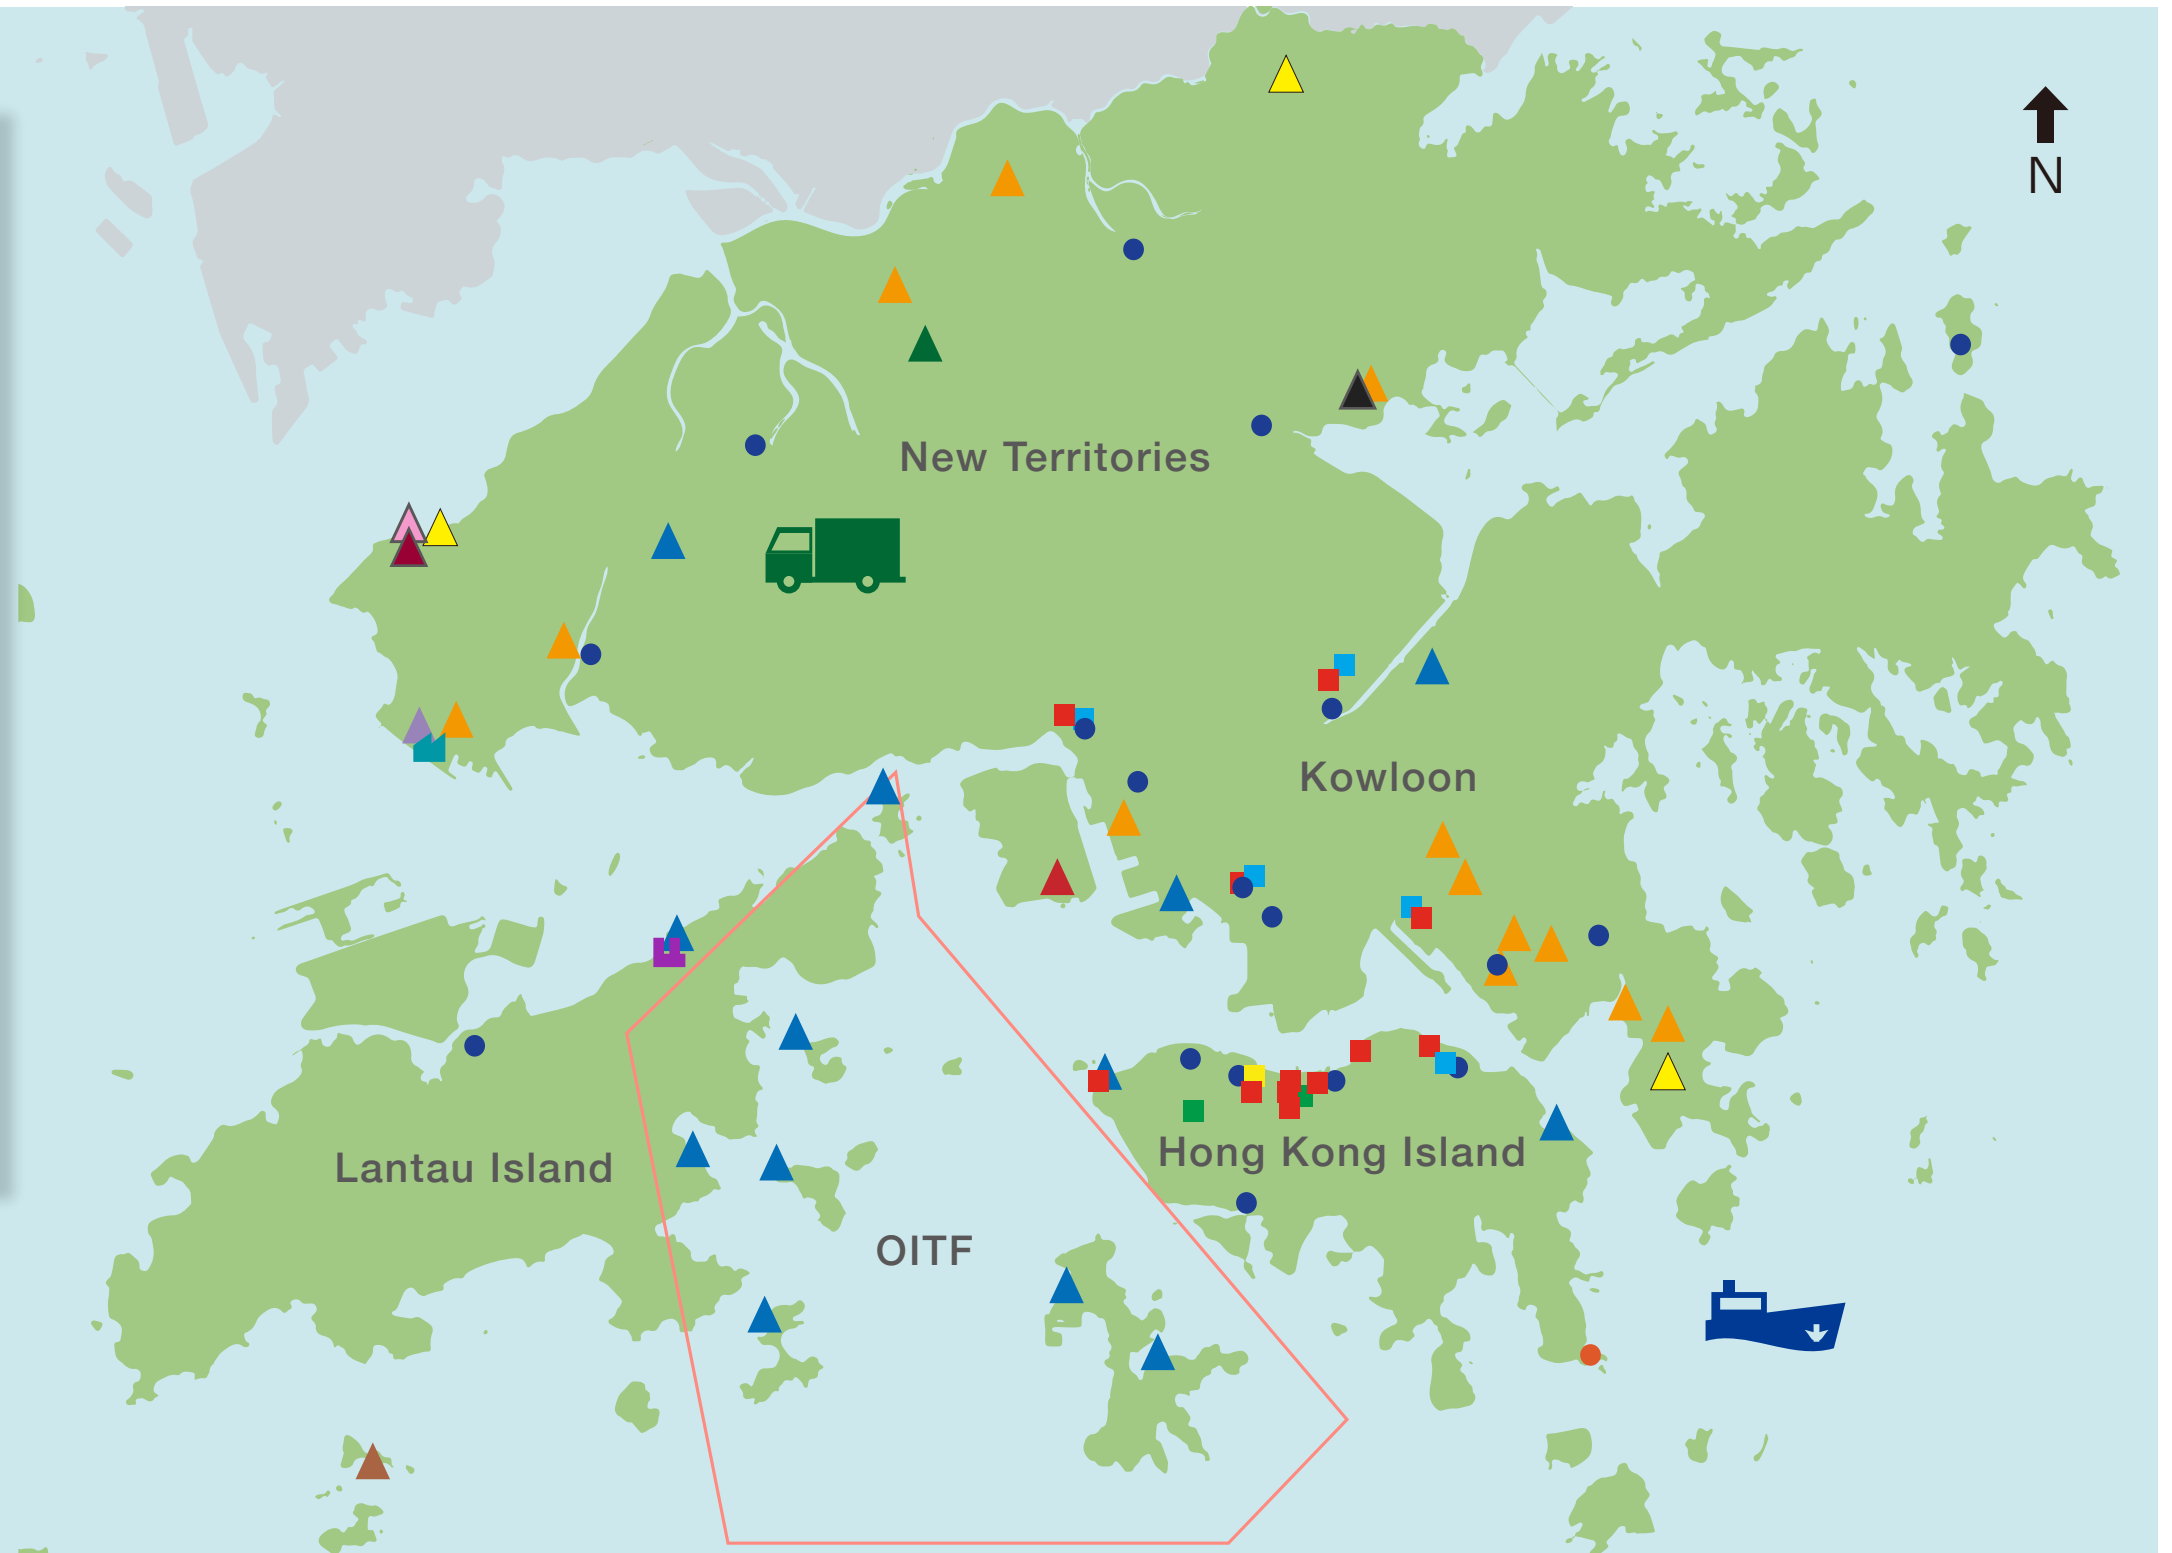 N
New Territories
Kowloon
Hong Kong Island
Lantau Island
OITF